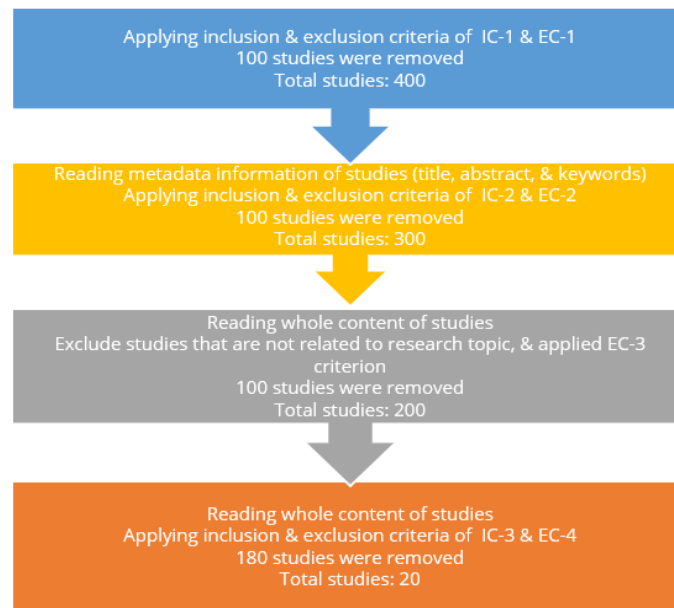 Applying inclusion & exclusion criteria of IC-1 & EC-1
100 studies were removed
Total studies: 400
Reading metadata information of studies (title, abstract, & keywords)
Applying inclusion & exclusion criteria of IC-2 & EC-2
100 studies were removed
Total studies: 300
Reading whole content of studies
Exclude studies that are not related to research topic, & applied EC-3
criterion
100 studies were removed
Total studies: 200
Reading whole content of studies
Applying inclusion & exclusion criteria of IC-3 & EC-4
180 studies were removed
Total studies: 20